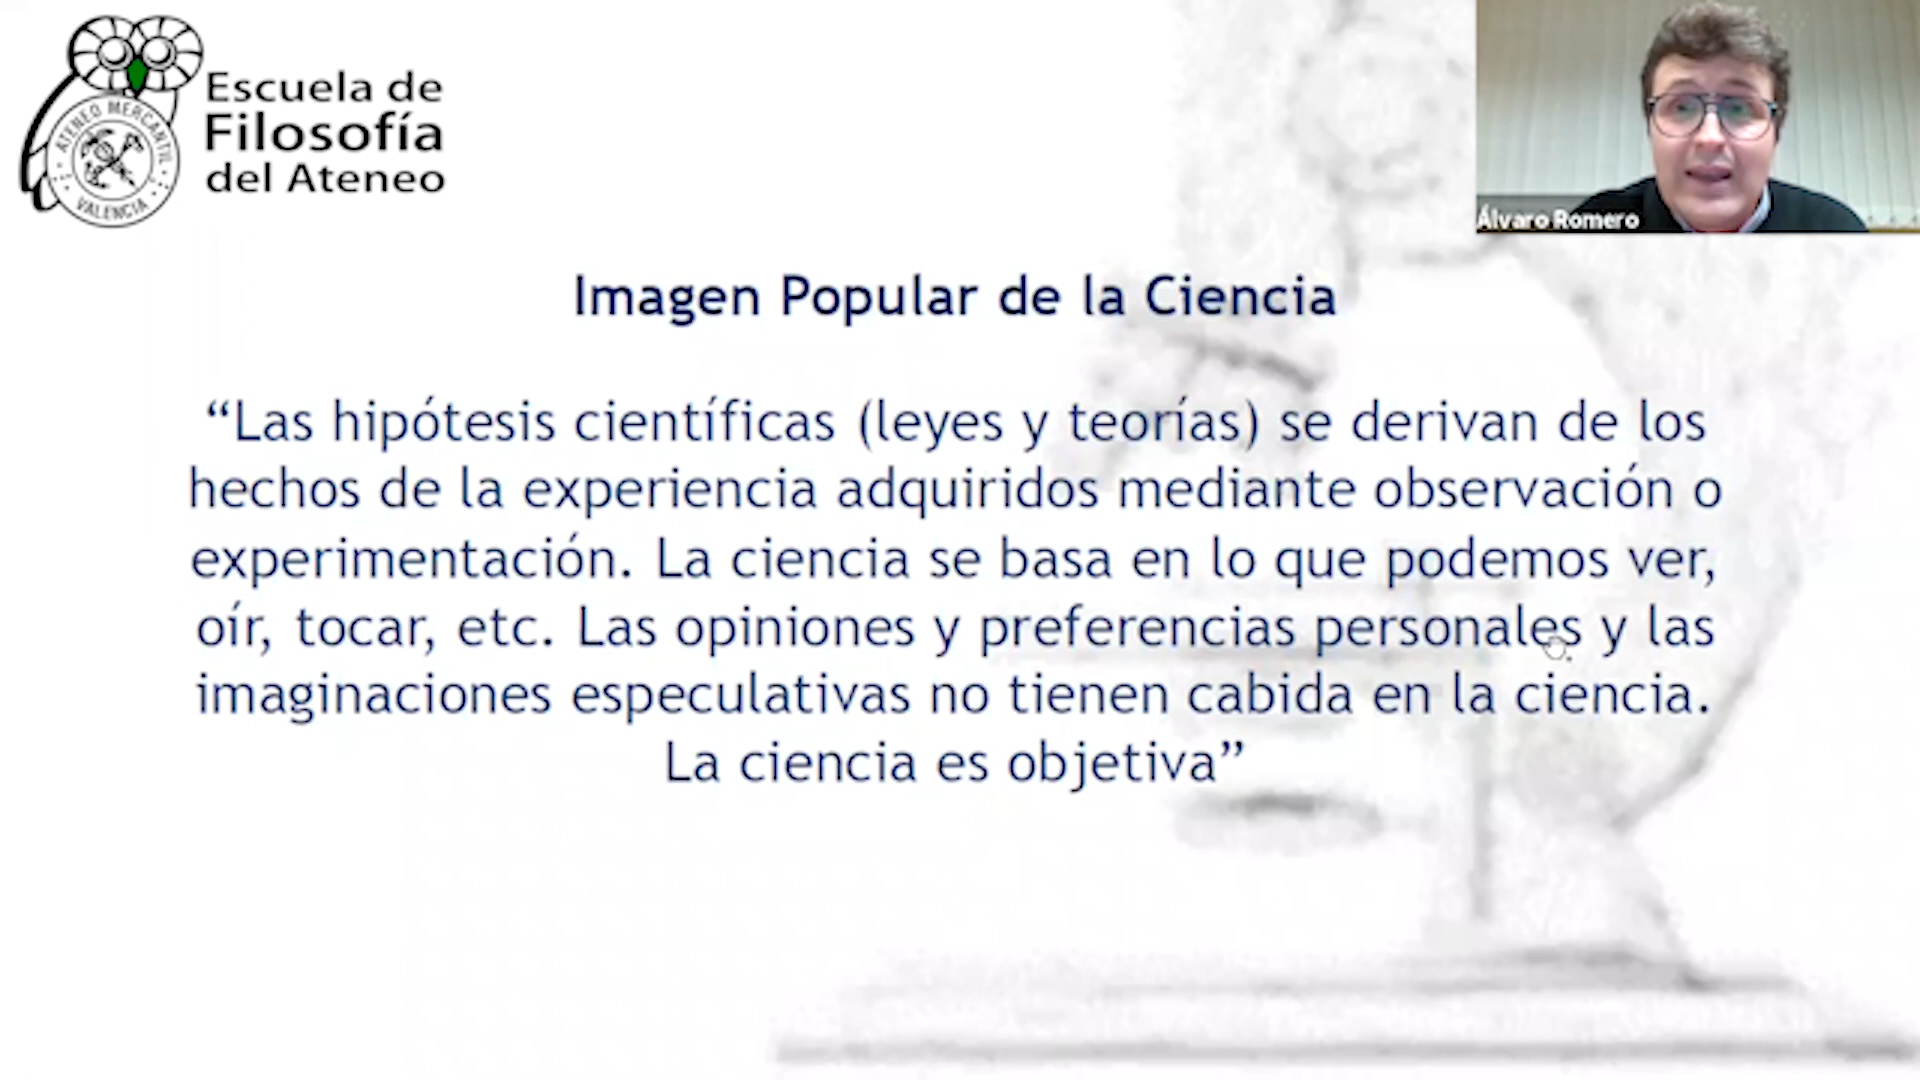 Escuela de
Filosofía
del Ateneo
ATENEO MERCANTIL
VALENCIA
Álvaro Romero
Imagen Popular de la Ciencia
“Las hipótesis científicas (leyes y teorías) se derivan de los
hechos de la experiencia adquiridos mediante observación o
experimentación. La ciencia se basa en lo que podemos ver,
oír, tocar, etc. Las opiniones y preferencias personales y las
imaginaciones especulativas no tienen cabida en la ciencia.
La ciencia es objetiva”